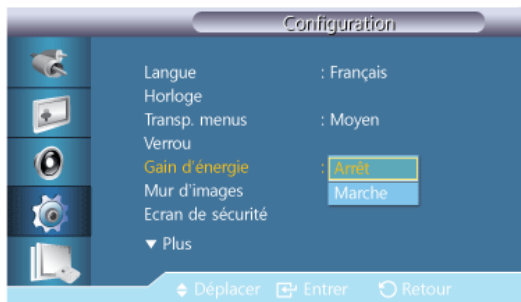 Configuration
Langue : Français
Horloge
Transp. menus : Moyen
Verrou
Gain d'énergie : Arrêt
Marche
Mur d'images
Ecran de sécurité
▼ Plus
Déplacer Entrer Retour